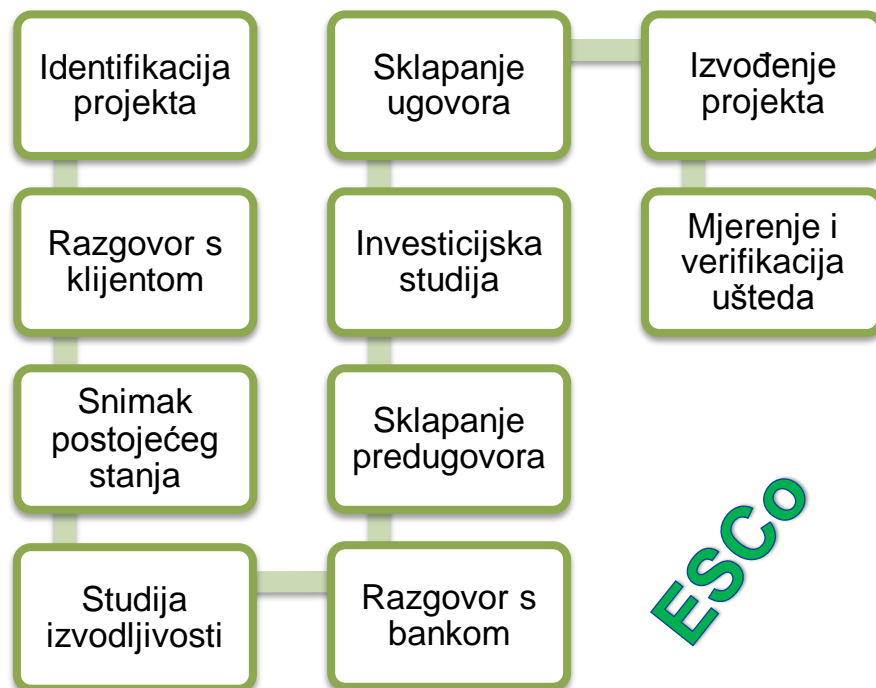 Identifikacija
projekta
Razgovor s
klijentom
Snimak
postojećeg
stanja
Studija
izvodljivosti
Razgovor s
bankom
Sklapanje
predugovora
Investicijska
studija
Sklapanje
ugovora
Izvođenje
projekta
Mjerenje i
verifikacija
ušteda
ESCo